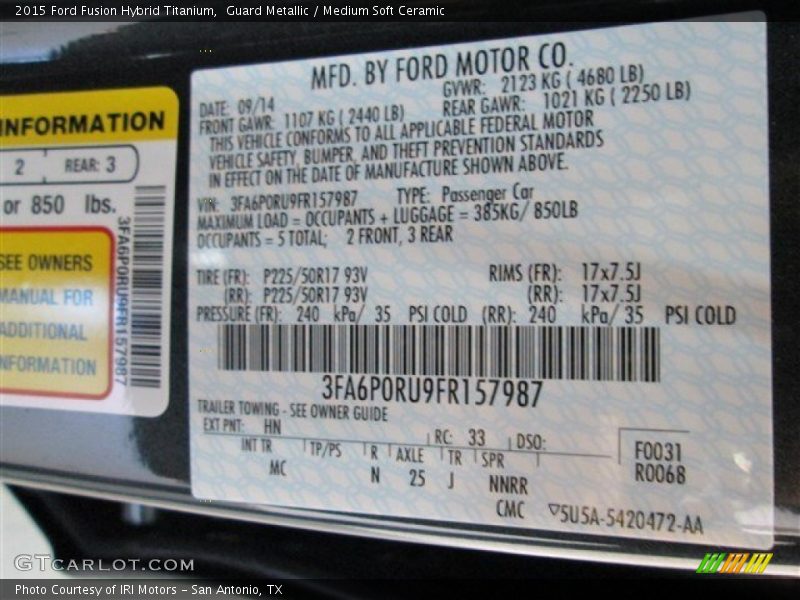 2015 Ford Fusion Hybrid Titanium,  Guard Metallic / Medium Soft Ceramic
INFORMATION
2 REAR: 3
or 850 lbs.
SEE OWNERS
MANUAL FOR
ADDITIONAL
INFORMATION
3FA6P0RU9FR157987
MFD. BY FORD MOTOR CO.
DATE: 09/14 GVWR: 2123 KG ( 4680 LB)
FRONT GAWR: 1107 KG ( 2440 LB) REAR GAWR: 1021 KG ( 2250 LB)
THIS VEHICLE CONFORMS TO ALL APPLICABLE FEDERAL MOTOR
VEHICLE SAFETY, BUMPER, AND THEFT PREVENTION STANDARDS
IN EFFECT ON THE DATE OF MANUFACTURE SHOWN ABOVE.
VIN: 3FA6P0RU9FR157987 TYPE: Passenger Car
MAXIMUM LOAD = OCCUPANTS + LUGGAGE = 385KG/ 850LB
OCCUPANTS = 5 TOTAL; 2 FRONT, 3 REAR
TIRE (FR): P225/50R17 93V RIMS (FR): 17x7.5J
(RR): P225/50R17 93V (RR): 17x7.5J
PRESSURE (FR): 240 kPa/ 35 PSI COLD (RR): 240 kPa/ 35 PSI COLD
3FA6P0RU9FR157987
TRAILER TOWING - SEE OWNER GUIDE
EXT PNT: HN RC: 33 DSO:
INT TR TP/PS R AXLE TR SPR
MC N 25 J NNRR
CMC
F0031
R0068
▽5U5A-5420472-AA
GTCARLOT.COM
Photo Courtesy of IRI Motors - San Antonio, TX